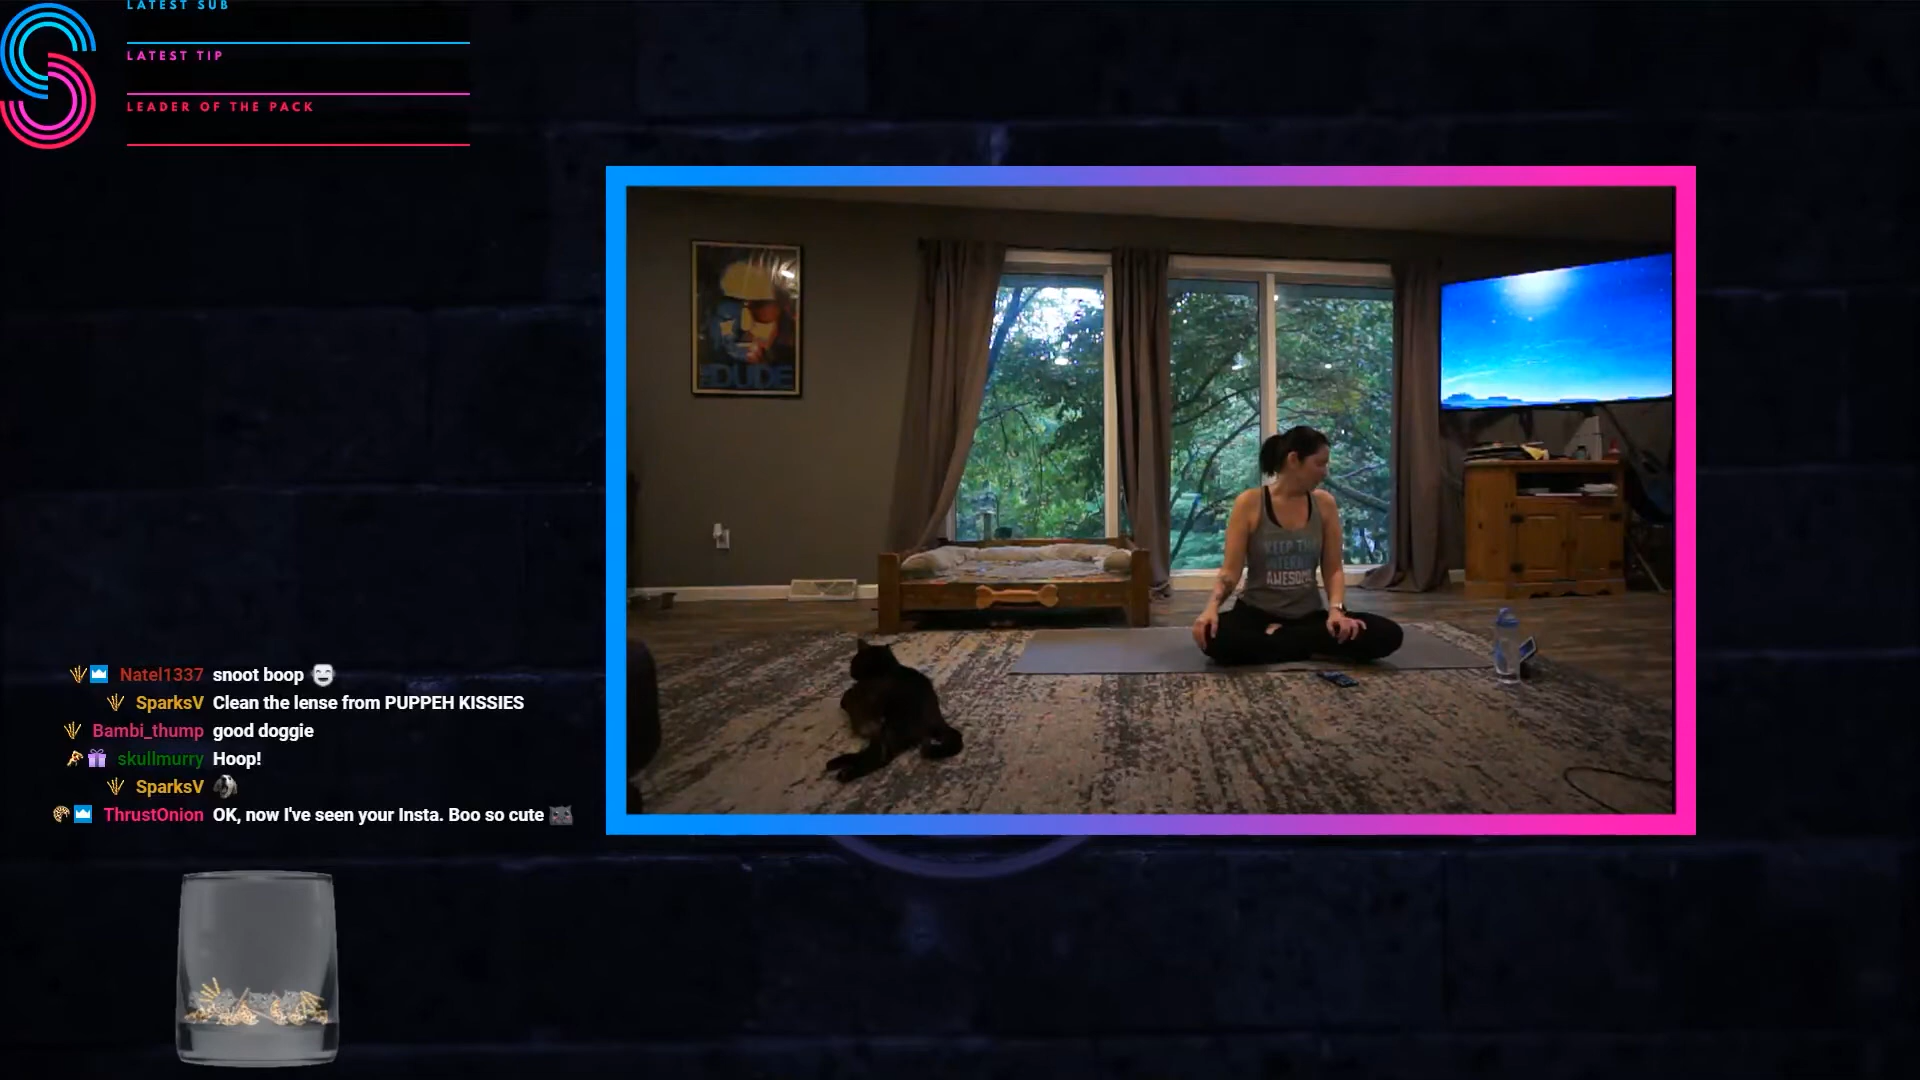 LATEST SUB
LATEST TIP
LEADER OF THE PACK
DUDE
KEEP THE
INTERNET
AWESOME
Natel1337 snoot boop
SparksV Clean the lense from PUPPEH KISSIES
Bambi_thump good doggie
skullmurry Hoop!
SparksV
ThrustOnion OK, now I've seen your Insta. Boo so cute